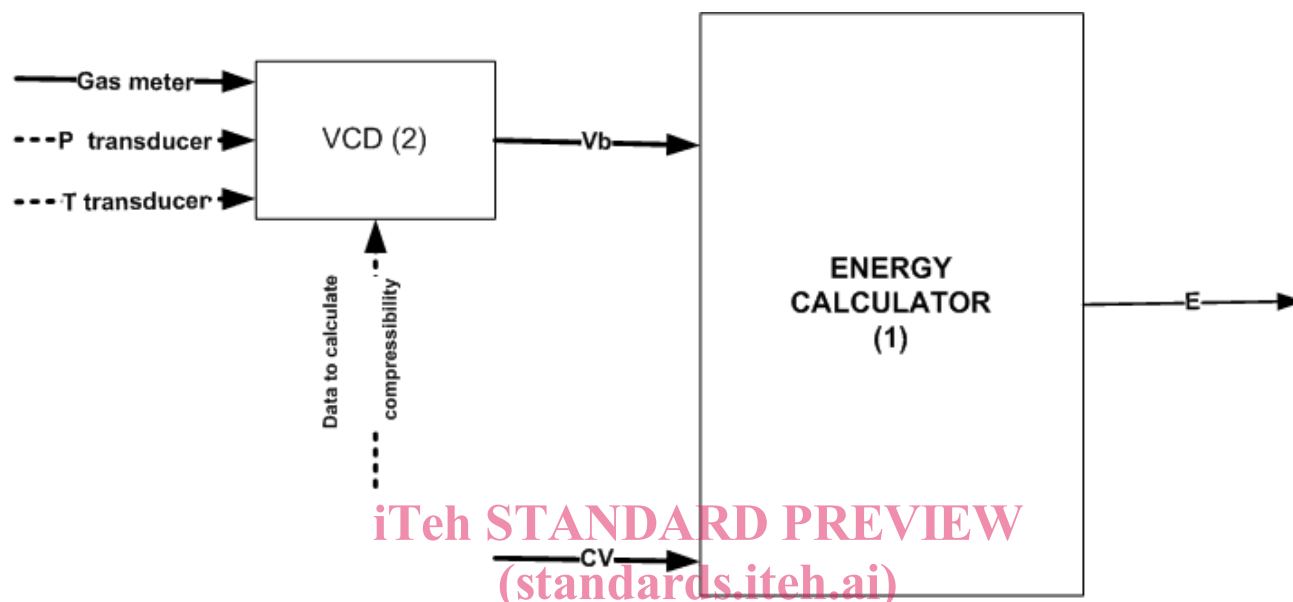 Gas meter
P transducer
T transducer
VCD (2)
Vb
Data to calculate
compressibility
ENERGY
CALCULATOR
(1)
E
CV
iTeh STANDARD PREVIEW
(standards.iteh.ai)